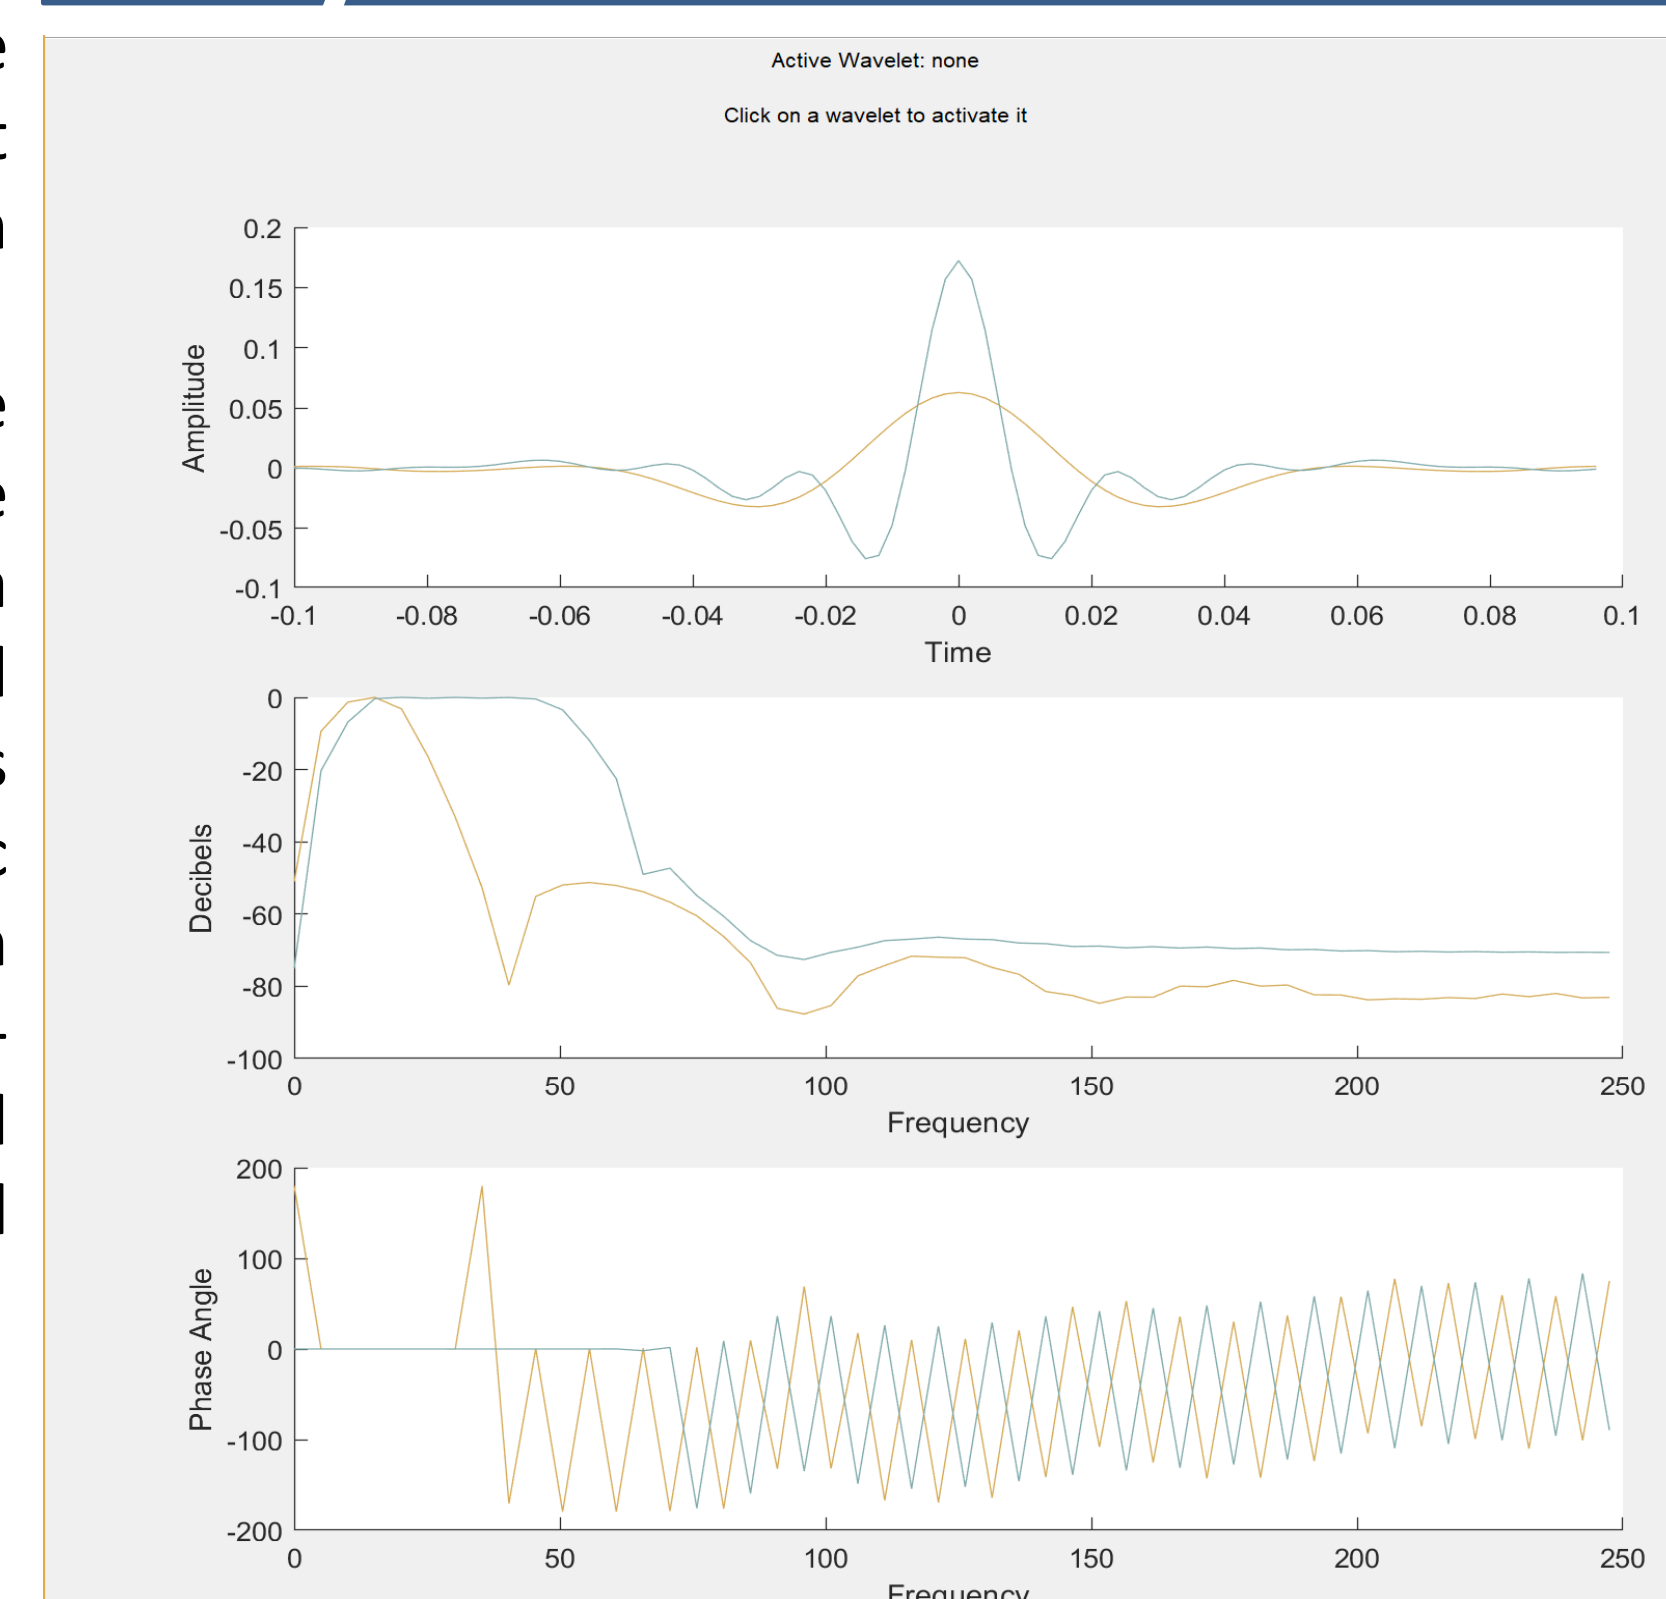 Active Wavelet: none
Click on a wavelet to activate it
0.2
0.15
0.1
0.05
0
-0.05
-0.1
Amplitude
-0.1 -0.08 -0.06 -0.04 -0.02 0 0.02 0.04 0.06 0.08 0.1
Time
0
-20
-40
-60
-80
-100
Decibels
0 50 100 150 200 250
Frequency
200
100
0
-100
-200
Phase Angle
0 50 100 150 200 250
Frequency